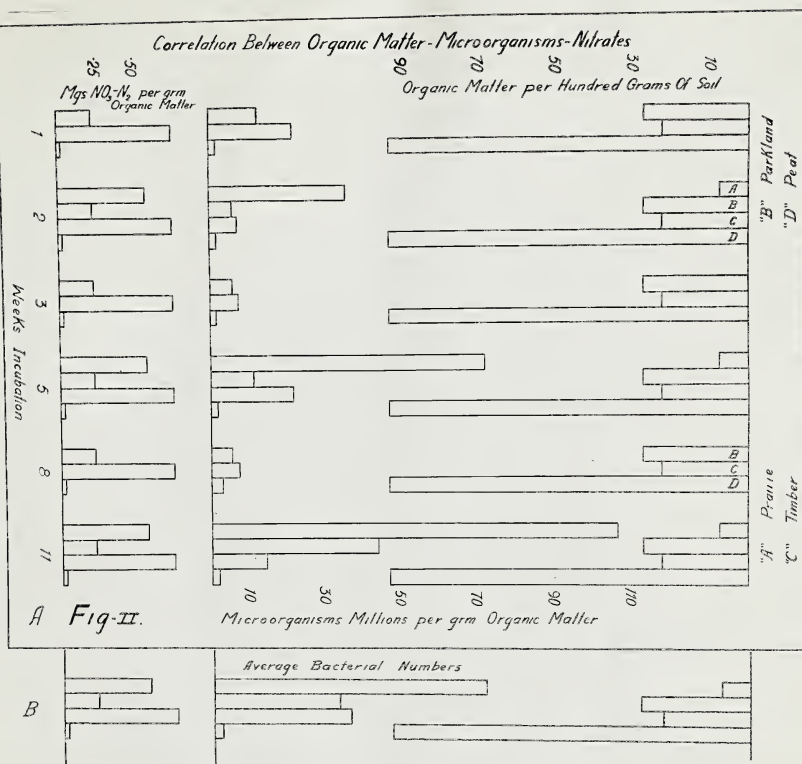 Correlation Between Organic Matter-Microorganisms-Nitrates
.25 .50
Mgs NO3-N2 per grm
Organic Matter
90 70 50 30 10
Organic Matter per Hundred Grams Of Soil
"B" Parkland
"D" Peat
1
2
3
5
8
11
Weeks Incubation
A
B
C
D
B
C
D
"A" Prairie
"C" Timber
10 30 50 70 90 110
A Fig-II.
Microorganisms Millions per grm Organic Matter
Average Bacterial Numbers
B